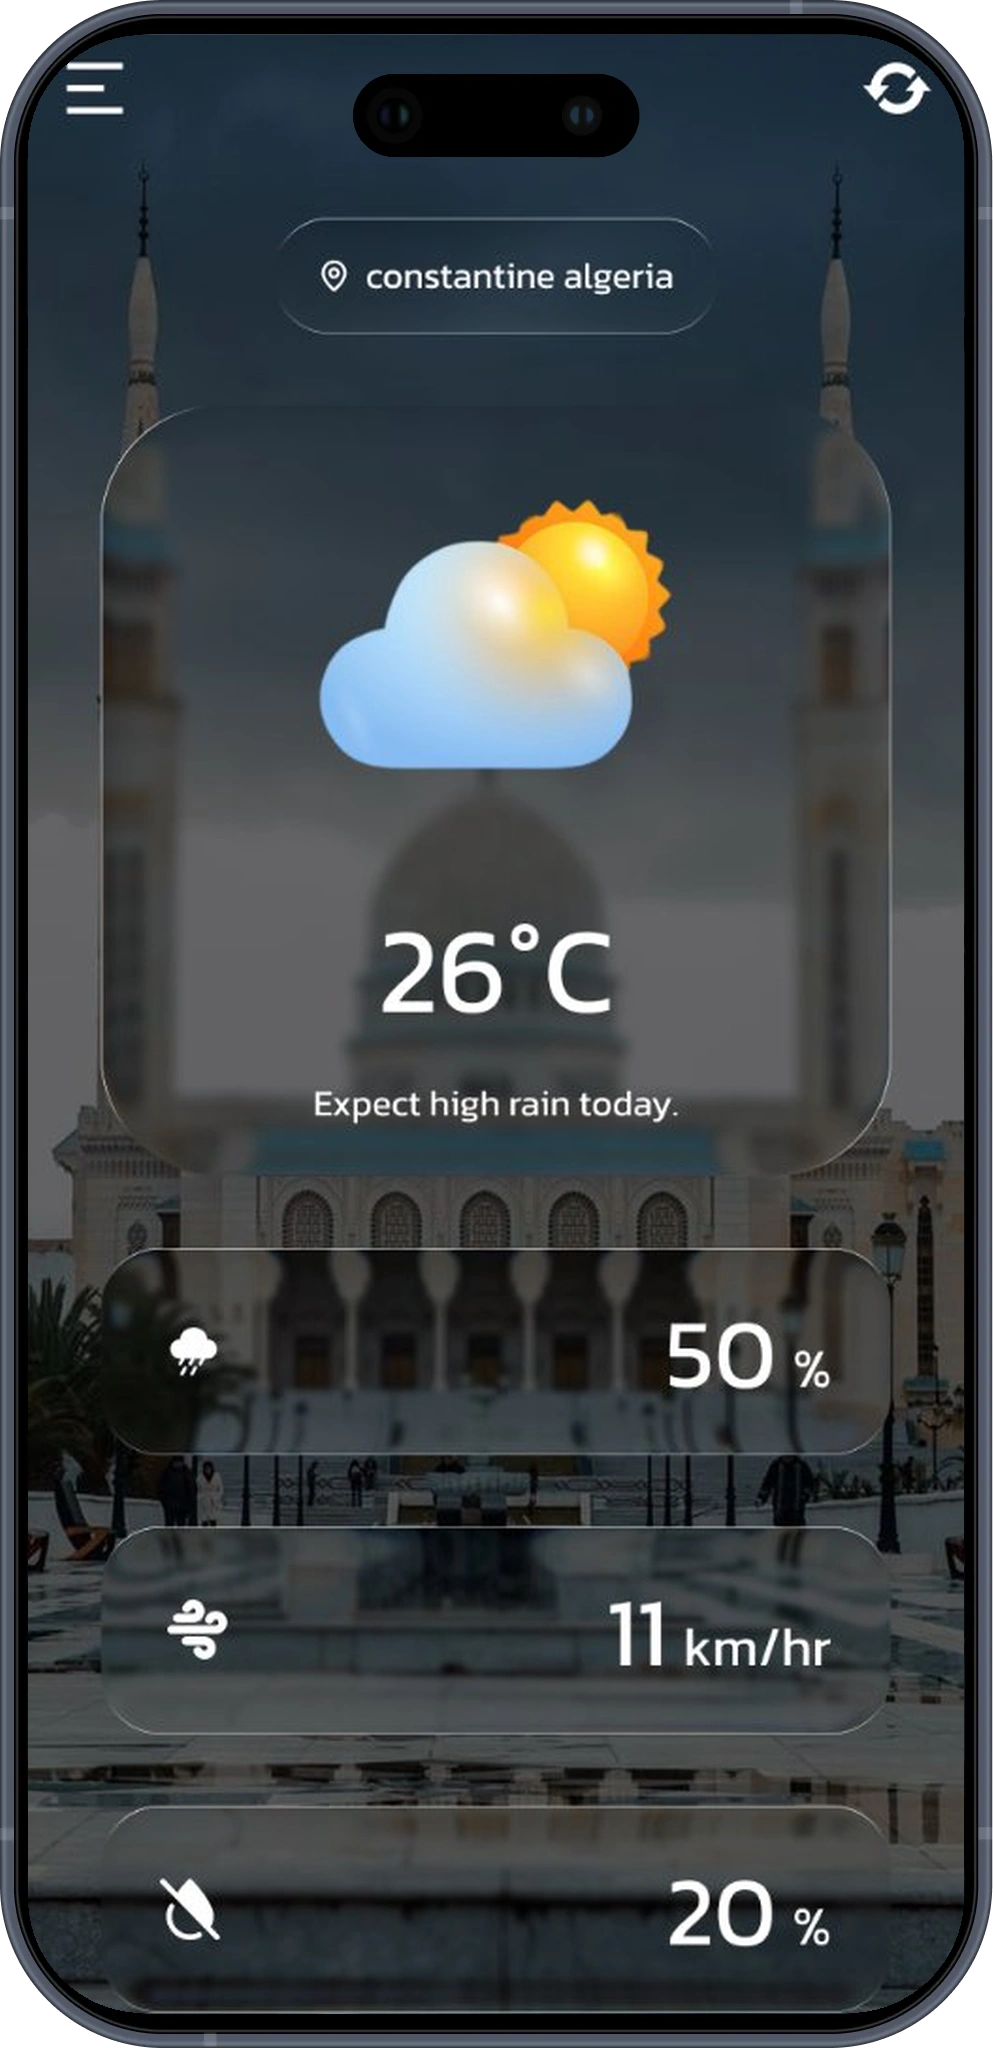 constantine algeria
26°C
Expect high rain today.
50 %
11 km/hr
20 %